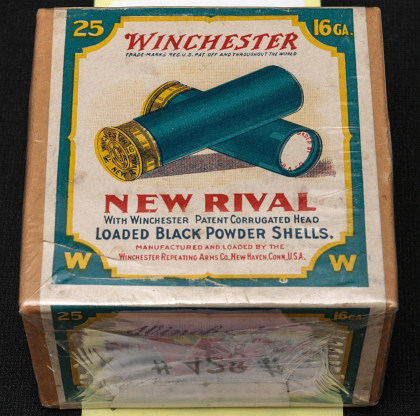 25 WINCHESTER 16 GA.
TRADE-MARKS REG. U.S. PAT. OFF. AND THROUGHOUT THE WORLD
NEW RIVAL
WITH WINCHESTER PATENT CORRUGATED HEAD
LOADED BLACK POWDER SHELLS.
MANUFACTURED AND LOADED BY THE
W WINCHESTER REPEATING ARMS CO. NEW HAVEN, CONN. U.S.A. W
25 16 GA.
# 428 #